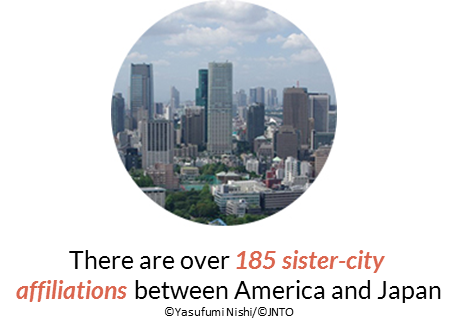 There are over 185 sister-city
affiliations between America and Japan
©Yasufumi Nishi/©JNTO